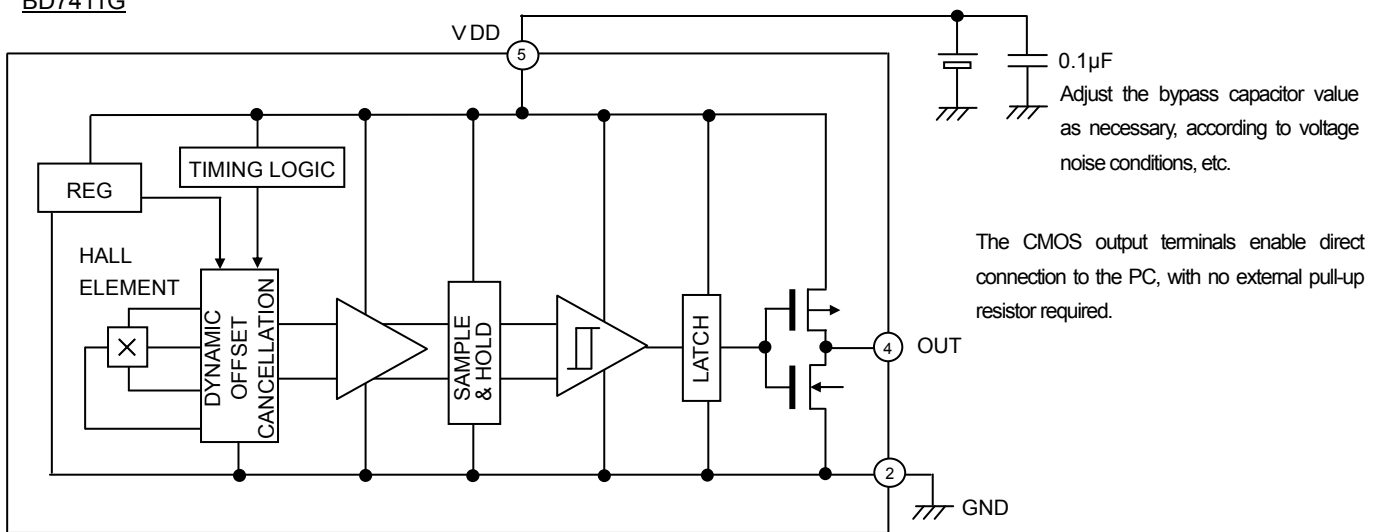 BD7411G
VDD
5
0.1µF
Adjust the bypass capacitor value
as necessary, according to voltage
noise conditions, etc.
TIMING LOGIC
REG
The CMOS output terminals enable direct
connection to the PC, with no external pull-up
resistor required.
HALL
ELEMENT
DYNAMIC
OFFSET
CANCELLATION
SAMPLE
& HOLD
LATCH
4
OUT
2
GND